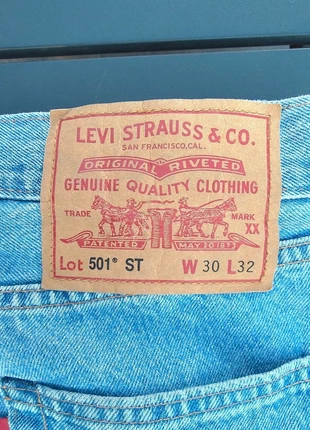 LEVI STRAUSS & CO.
SAN FRANCISCO, CAL.
ORIGINAL RIVETED
GENUINE QUALITY CLOTHING
TRADE MARK
XX
PATENTED MAY 20 1873
Lot 501® ST W 30 L 32